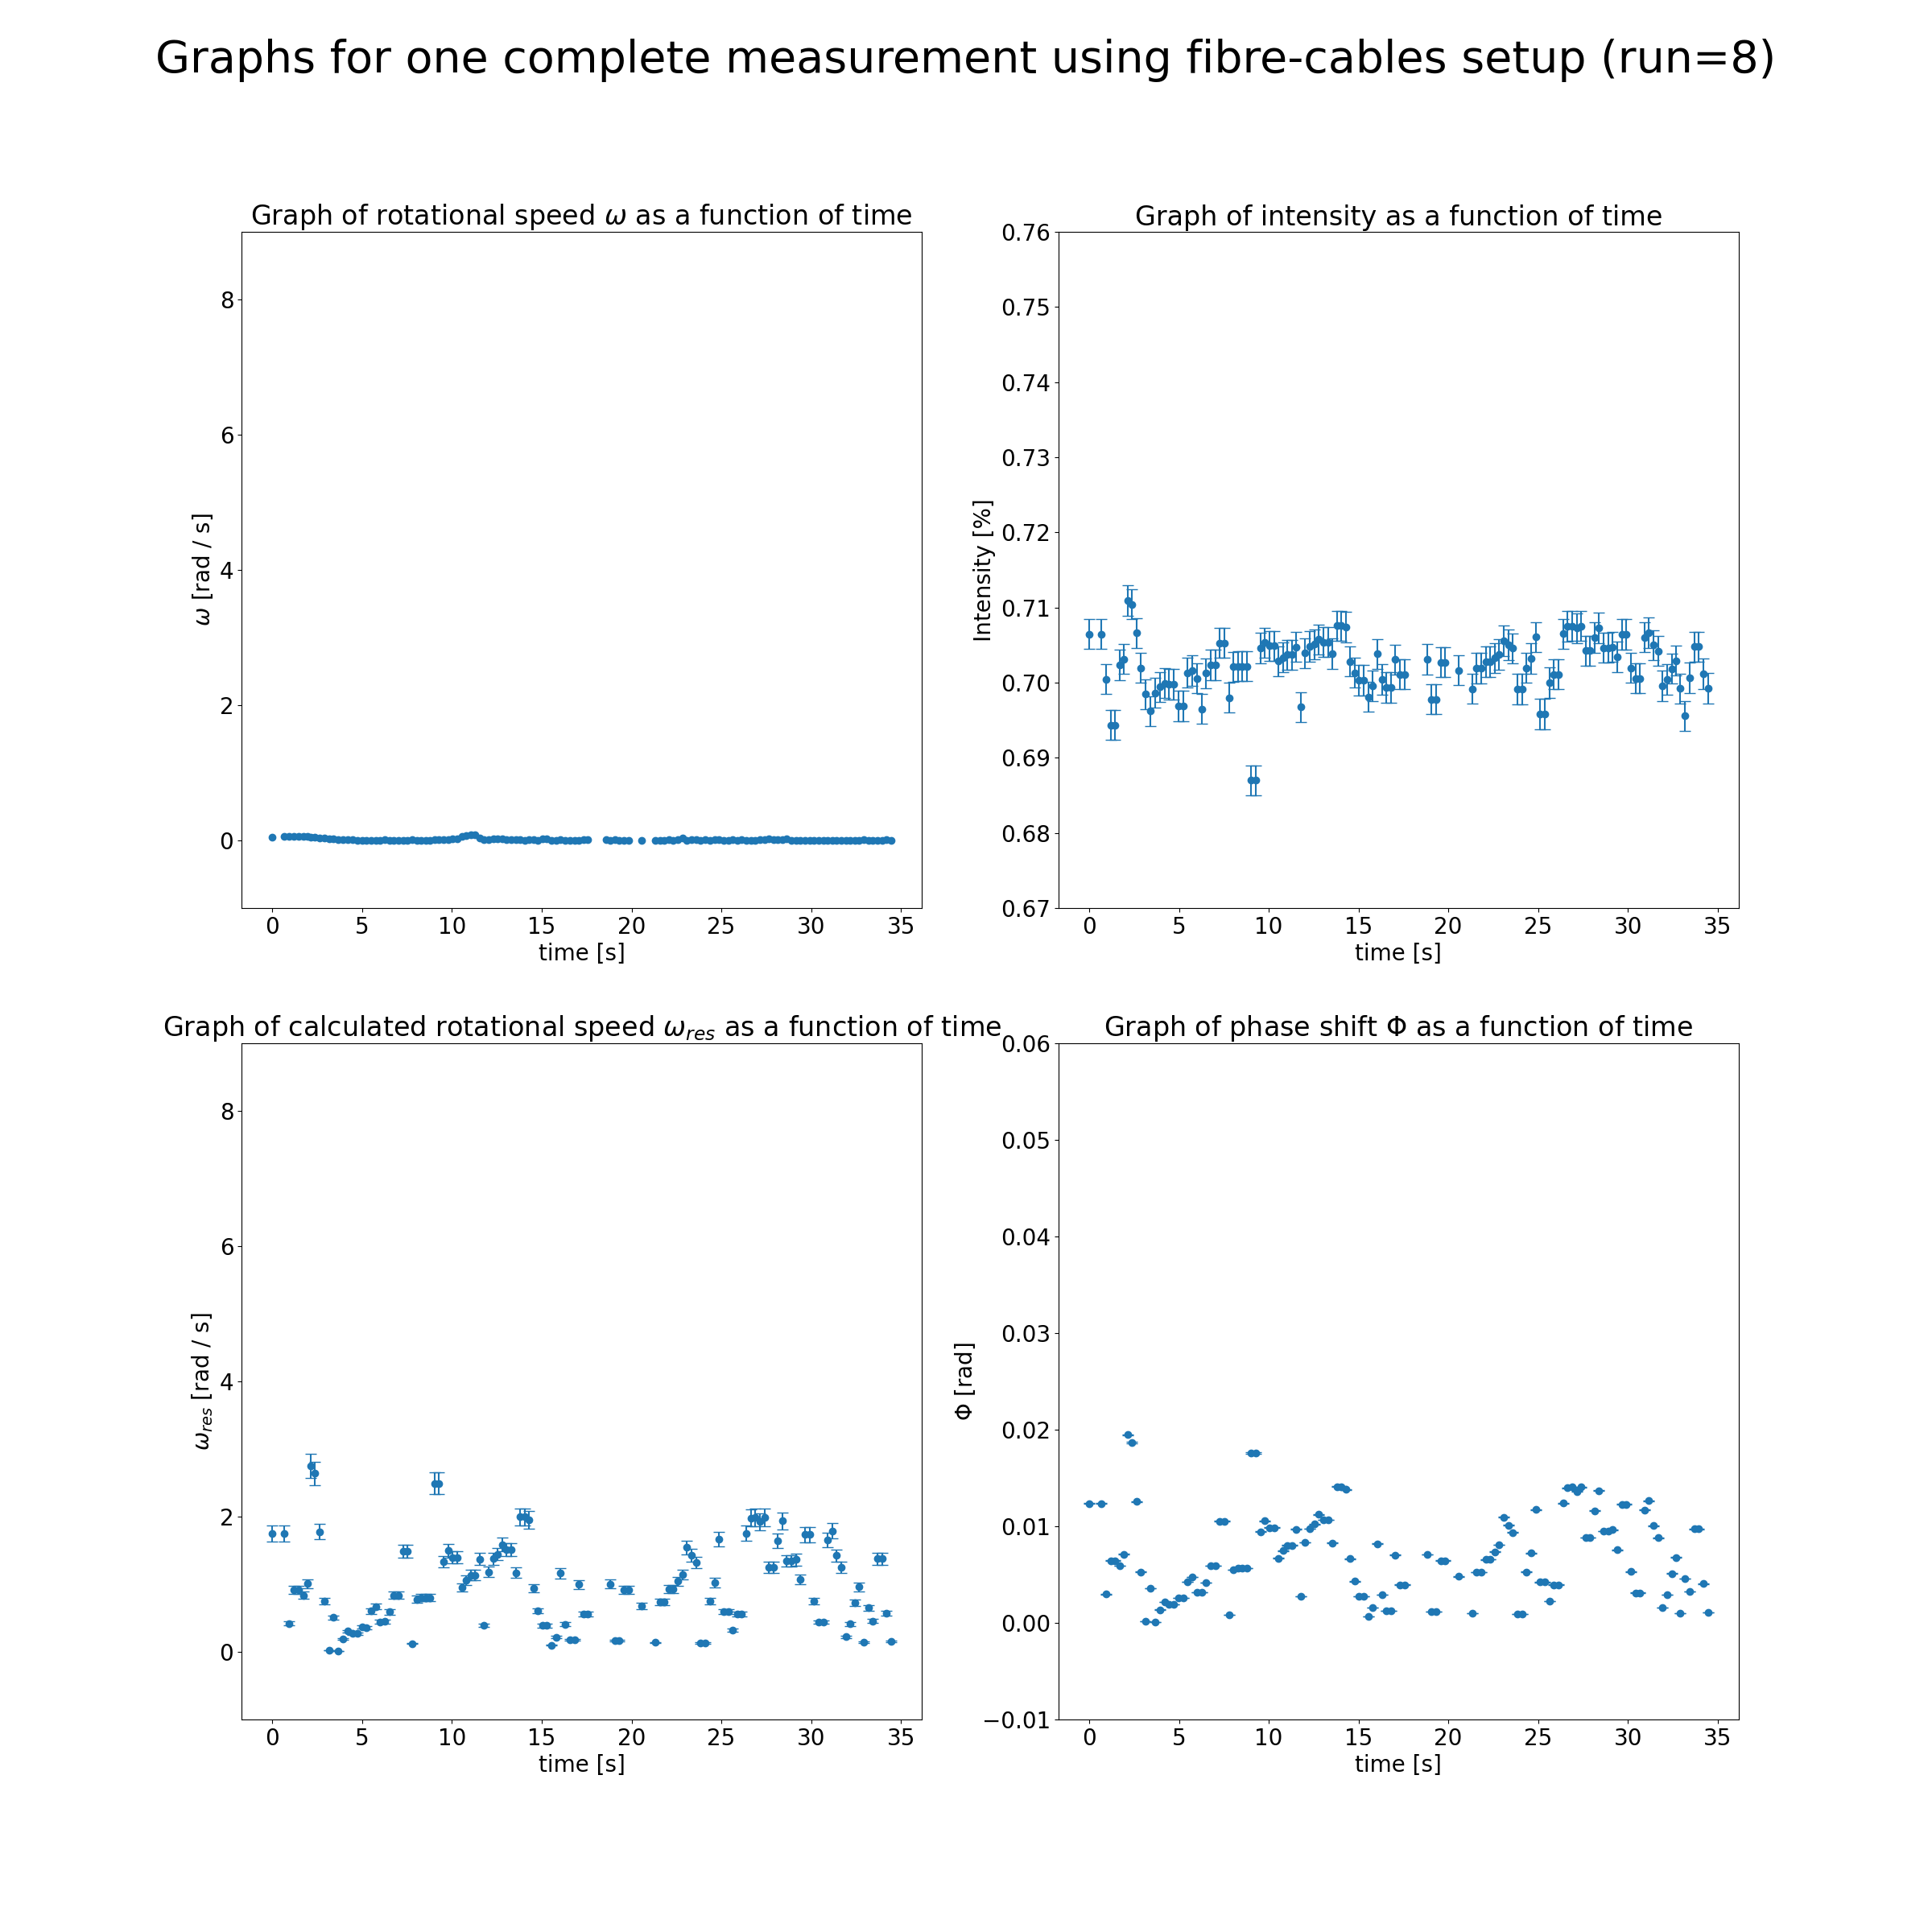 Graphs for one complete measurement using fibre-cables setup (run=8)
Graph of rotational speed ω as a function of time
8
6
4
2
0
ω [rad / s]
0 5 10 15 20 25 30 35
time [s]
Graph of intensity as a function of time
0.76
0.75
0.74
0.73
0.72
0.71
0.70
0.69
0.68
0.67
Intensity [%]
0 5 10 15 20 25 30 35
time [s]
Graph of calculated rotational speed ω_res as a function of time
8
6
4
2
0
ω_res [rad / s]
0 5 10 15 20 25 30 35
time [s]
Graph of phase shift Φ as a function of time
0.06
0.05
0.04
0.03
0.02
0.01
0.00
−0.01
Φ [rad]
0 5 10 15 20 25 30 35
time [s]